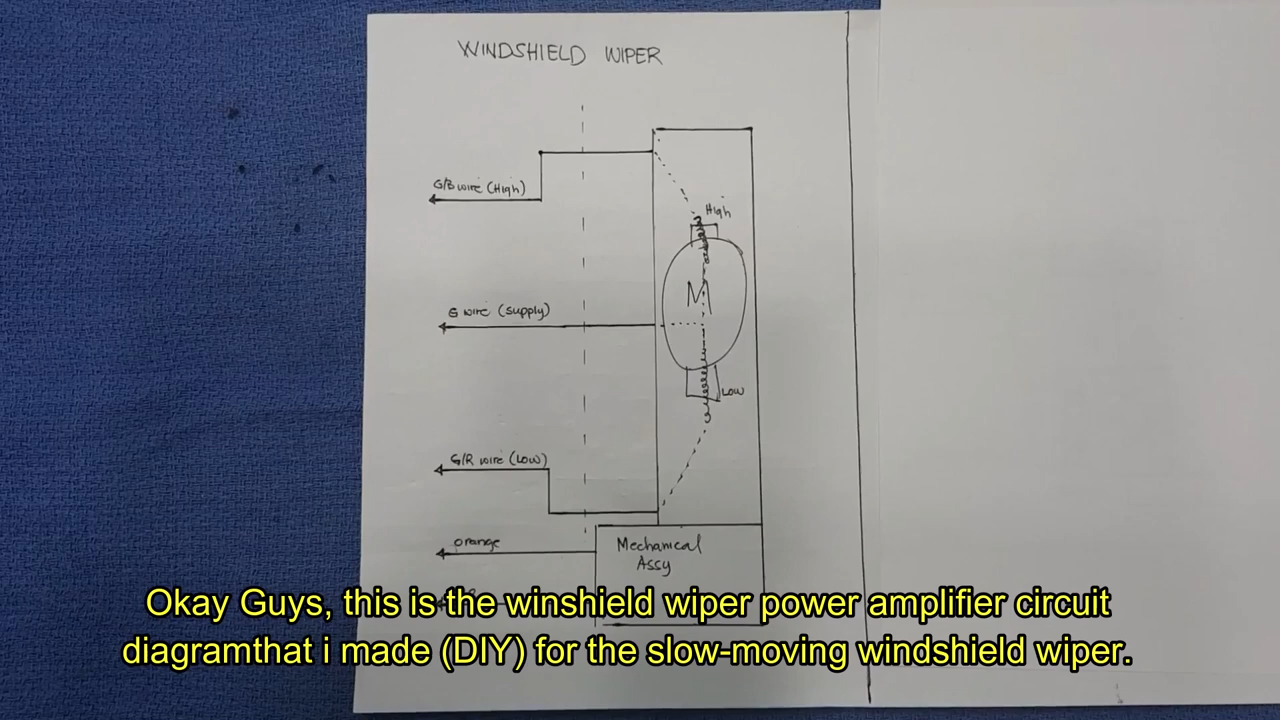 WINDSHIELD WIPER
G/B wire (High)
High
M
G wire (supply)
Low
G/R wire (Low)
orange
Mechanical
Assy
Okay Guys, this is the winshield wiper power amplifier circuit
diagramthat i made (DIY) for the slow-moving windshield wiper.